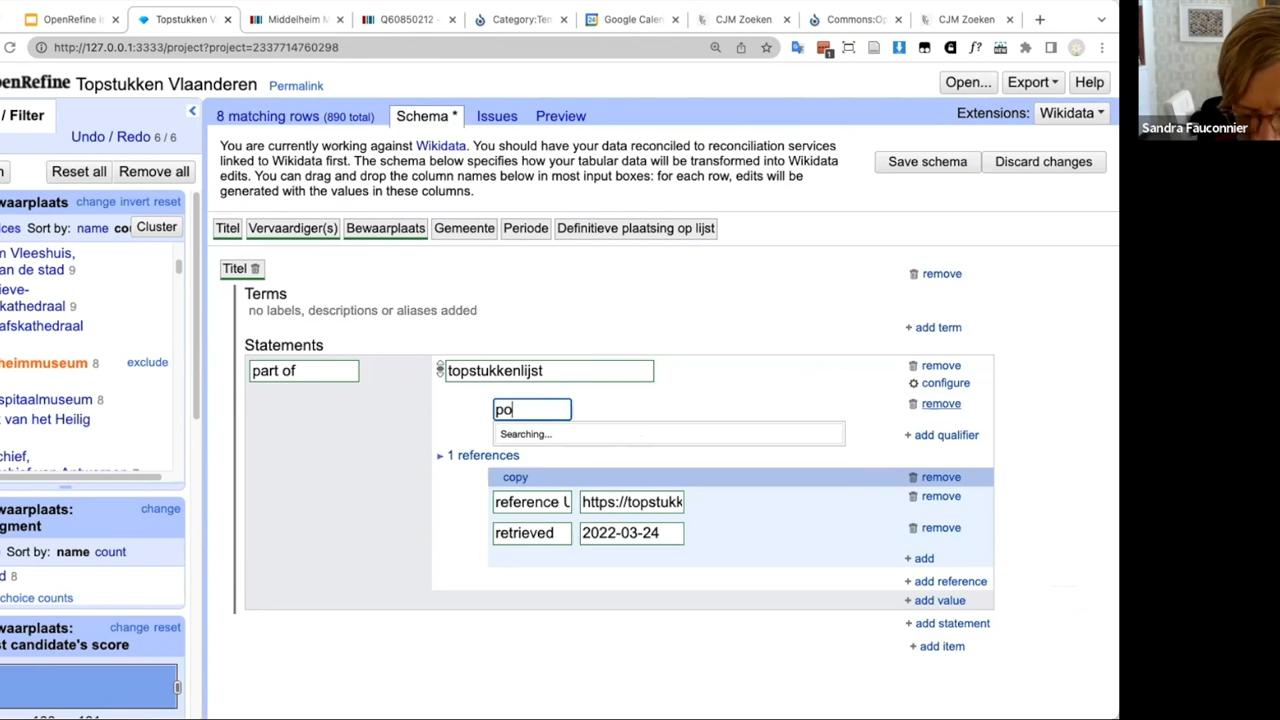 OpenRefine i
Topstukken V
Middelheim M
Q60850212 -
Category:Ten
Google Cale
CJM Zoeken
Commons:Op
CJM Zoeken
http://127.0.0.1:3333/project?project=2337714760298
1
penRefine Topstukken Vlaanderen Permalink
Open... Export Help
/ Filter
Undo / Redo 6 / 6
8 matching rows (890 total) Schema * Issues Preview
Extensions: Wikidata
Reset all Remove all
You are currently working against Wikidata. You should have your data reconciled to reconciliation services
linked to Wikidata first. The schema below specifies how your tabular data will be transformed into Wikidata
edits. You can drag and drop the column names below in most input boxes: for each row, edits will be
generated with the values in these columns.
Save schema Discard changes
ewaarplaats change invert reset
ices Sort by: name cou Cluster
m Vleeshuis,
an de stad 9
ieve-
kathedraal 9
afskathedraal
heimmuseum 8 exclude
spitaalmuseum 8
k van het Heilig
chief,
waarplaats: change
gment
Sort by: name count
d 8
choice counts
waarplaats: change reset
st candidate's score
Titel Vervaardiger(s) Bewaarplaats Gemeente Periode Definitieve plaatsing op lijst
Titel
remove
Terms
no labels, descriptions or aliases added
+ add term
Statements
part of
topstukkenlijst
remove
configure
po
remove
Searching...
+ add qualifier
1 references
copy
remove
reference U https://topstukk
remove
retrieved 2022-03-24
remove
+ add
+ add reference
+ add value
+ add statement
+ add item
Sandra Fauconnier